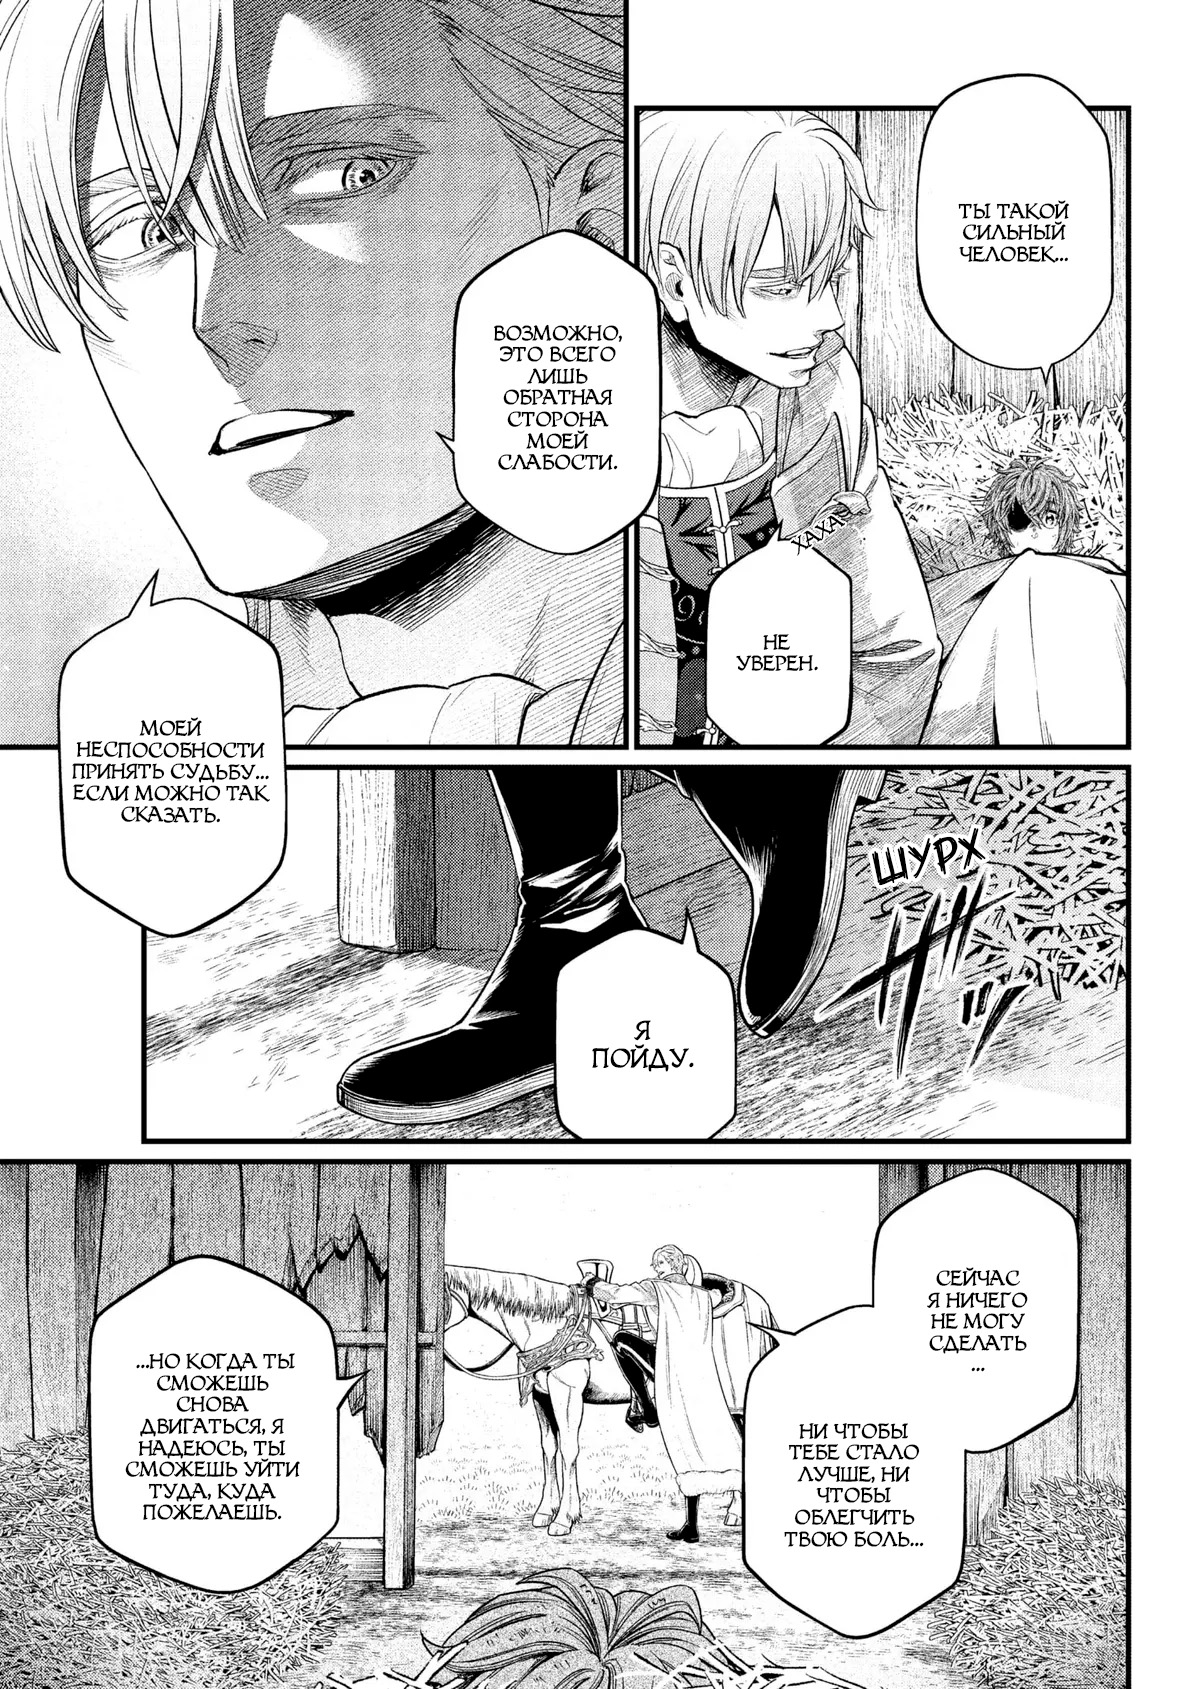 ТЫ ТАКОЙ
СИЛЬНЫЙ
ЧЕЛОВЕК...
ХАХА
НЕ
УВЕРЕН.
ВОЗМОЖНО,
ЭТО ВСЕГО
ЛИШЬ
ОБРАТНАЯ
СТОРОНА
МОЕЙ
СЛАБОСТИ.
МОЕЙ
НЕСПОСОБНОСТИ
ПРИНЯТЬ СУДЬБУ...
ЕСЛИ МОЖНО ТАК
СКАЗАТЬ.
ШУРХ
Я
ПОЙДУ.
СЕЙЧАС
Я НИЧЕГО
НЕ МОГУ
СДЕЛАТЬ
...
НИ ЧТОБЫ
ТЕБЕ СТАЛО
ЛУЧШЕ, НИ
ЧТОБЫ
ОБЛЕГЧИТЬ
ТВОЮ БОЛЬ...
...НО КОГДА ТЫ
СМОЖЕШЬ
СНОВА
ДВИГАТЬСЯ, Я
НАДЕЮСЬ, ТЫ
СМОЖЕШЬ УЙТИ
ТУДА, КУДА
ПОЖЕЛАЕШЬ.